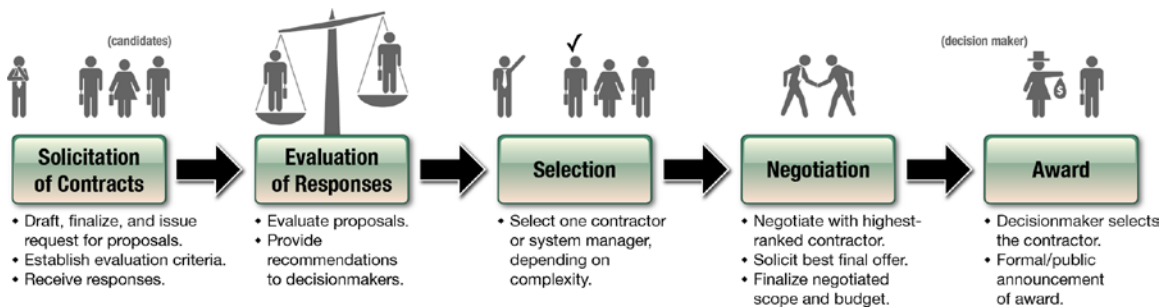 (candidates)
(decision maker)
$
Solicitation
of Contracts
Evaluation
of Responses
Selection
Negotiation
Award
• Draft, finalize, and issue
request for proposals.
• Establish evaluation criteria.
• Receive responses.
• Evaluate proposals.
• Provide
recommendations
to decisionmakers.
• Select one contractor
or system manager,
depending on
complexity.
• Negotiate with highest-
ranked contractor.
• Solicit best final offer.
• Finalize negotiated
scope and budget.
• Decisionmaker selects
the contractor.
• Formal/public
announcement
of award.